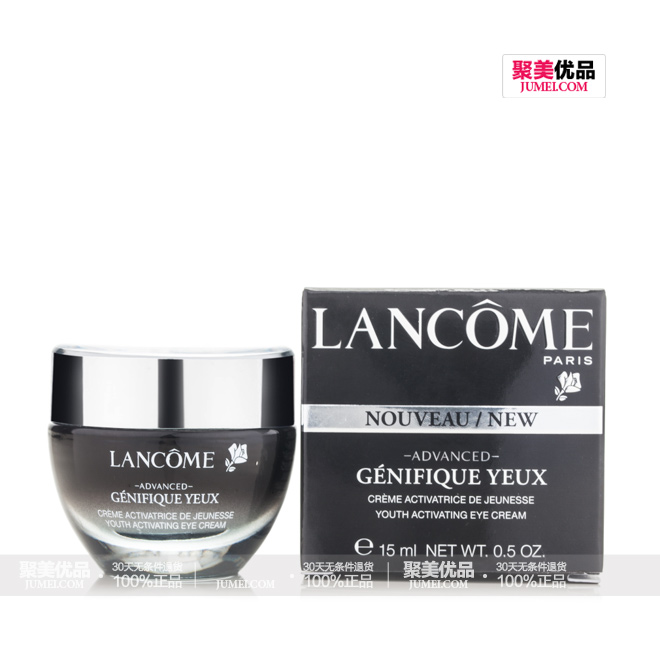 聚美优品
JUMEI.COM
LANCÔME
PARIS
NOUVEAU / NEW
–ADVANCED–
GÉNIFIQUE YEUX
CRÈME ACTIVATRICE DE JEUNESSE
YOUTH ACTIVATING EYE CREAM
℮ 15 ml NET WT. 0.5 OZ.
LANCÔME
–ADVANCED–
GÉNIFIQUE YEUX
CRÈME ACTIVATRICE DE JEUNESSE
YOUTH ACTIVATING EYE CREAM
聚美优品 · 30天无条件退货 聚美优品 · 30天无条件退货 聚美优品 · 30天无条件退货
JUMEI.COM 100%正品 JUMEI.COM 100%正品 JUMEI.COM 100%正品